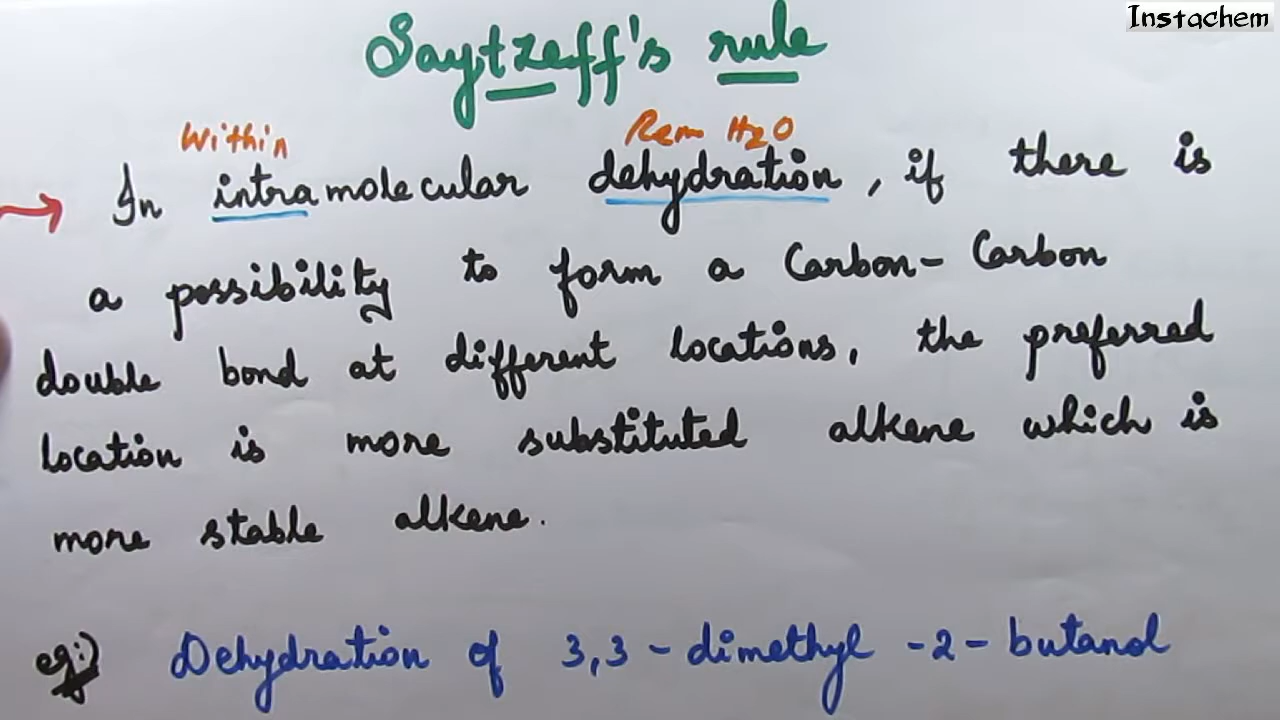 Instachem
Saytzeff's rule
Within Rem H2O
In intramolecular dehydration, if there is
a possibility to form a Carbon-Carbon
double bond at different locations, the preferred
location is more substituted alkene which is
more stable alkene.
eg:) Dehydration of 3,3-dimethyl-2-butanol